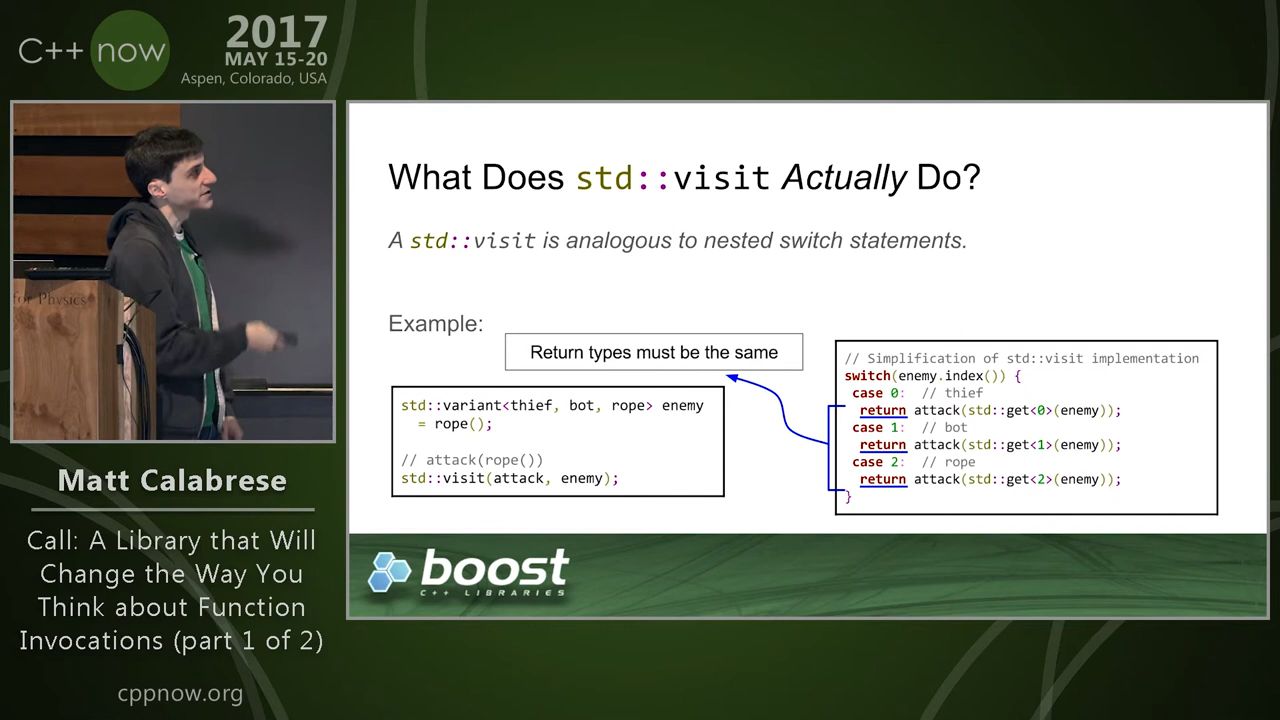 C++ now
2017
MAY 15-20
Aspen, Colorado, USA
for Physics
What Does std::visit Actually Do?
A std::visit is analogous to nested switch statements.
Example:
Return types must be the same
std::variant<thief, bot, rope> enemy
= rope();
// attack(rope())
std::visit(attack, enemy);
// Simplification of std::visit implementation
switch(enemy.index()) {
case 0: // thief
return attack(std::get<0>(enemy));
case 1: // bot
return attack(std::get<1>(enemy));
case 2: // rope
return attack(std::get<2>(enemy));
}
boost
C++ LIBRARIES
Matt Calabrese
Call: A Library that Will
Change the Way You
Think about Function
Invocations (part 1 of 2)
cppnow.org